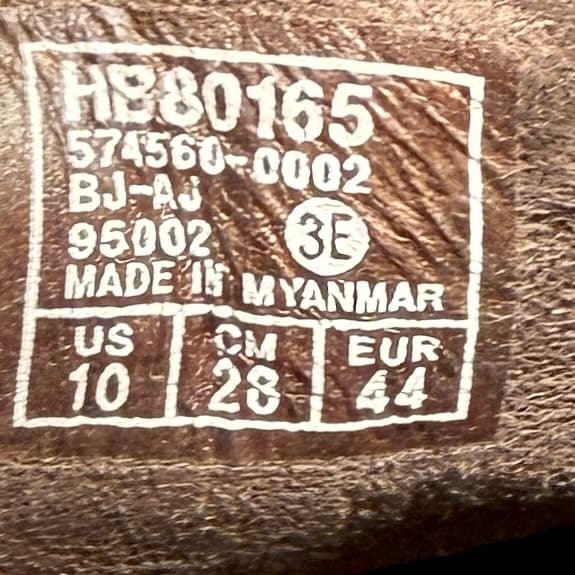 HB80165
574560-0002
BJ-AJ
95002 3E
MADE IN MYANMAR
US CM EUR
10 28 44